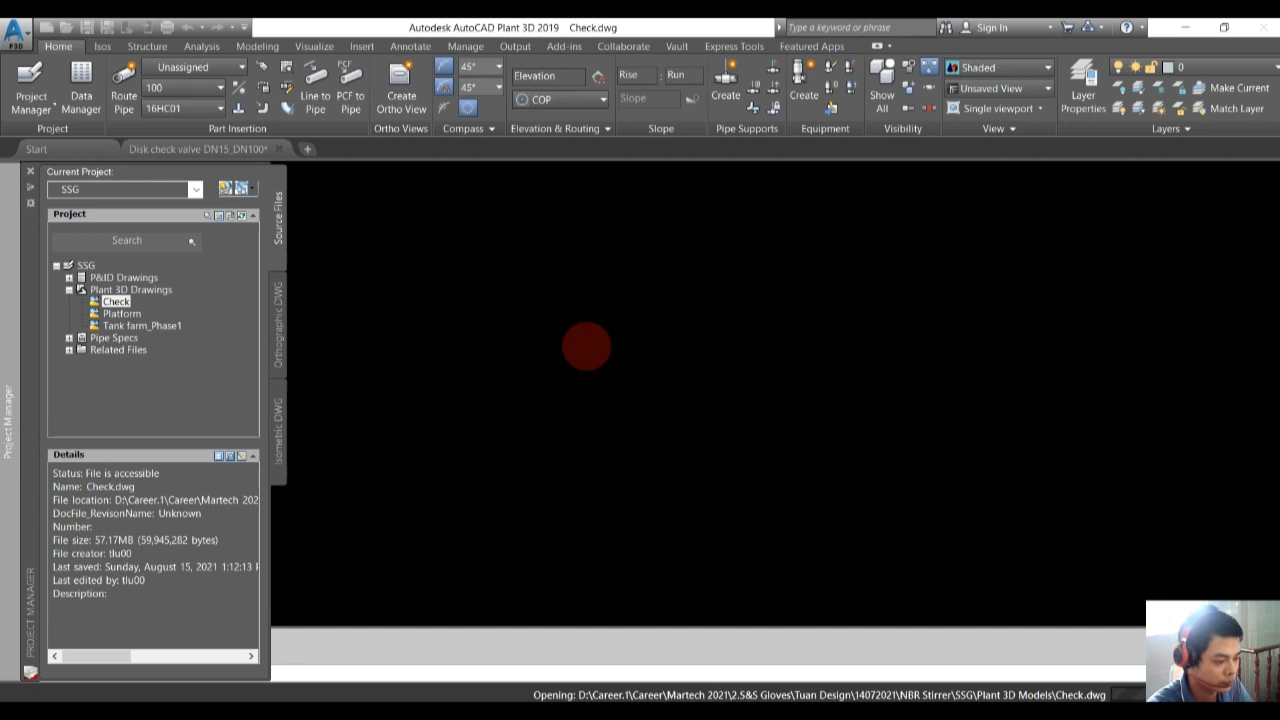 Autodesk AutoCAD Plant 3D 2019 Check.dwg
Type a keyword or phrase
Sign In
P3D
Home Isos Structure Analysis Modeling Visualize Insert Annotate Manage Output Add-ins Collaborate Vault Express Tools Featured Apps
Project Manager
Data Manager
Project
Route Pipe
Unassigned
100
16HC01
Line to Pipe
PCF
PCF to Pipe
Part Insertion
Create Ortho View
Ortho Views
45°
45°
Compass
Elevation
COP
Elevation & Routing
Rise Run
Slope
Slope
Create
Pipe Supports
Create
Equipment
Show All
Visibility
Shaded
Unsaved View
Single viewport
View
Layer Properties
0
Make Current
Match Layer
Layers
Start
Disk check valve DN15_DN100*
Current Project:
SSG
Project
Search
SSG
P&ID Drawings
Plant 3D Drawings
Check
Platform
Tank farm_Phase1
Pipe Specs
Related Files
Source Files
Orthographic DWG
Isometric DWG
Project Manager
PROJECT MANAGER
Details
Status: File is accessible
Name: Check.dwg
File location: D:\Career.1\Career\Martech 202
DocFile_RevisonName: Unknown
Number:
File size: 57.17MB (59,945,282 bytes)
File creator: tlu00
Last saved: Sunday, August 15, 2021 1:12:13
Last edited by: tlu00
Description:
Opening: D:\Career.1\Career\Martech 2021\2.S&S Gloves\Tuan Design\14072021\NBR Stirrer\SSG\Plant 3D Models\Check.dwg